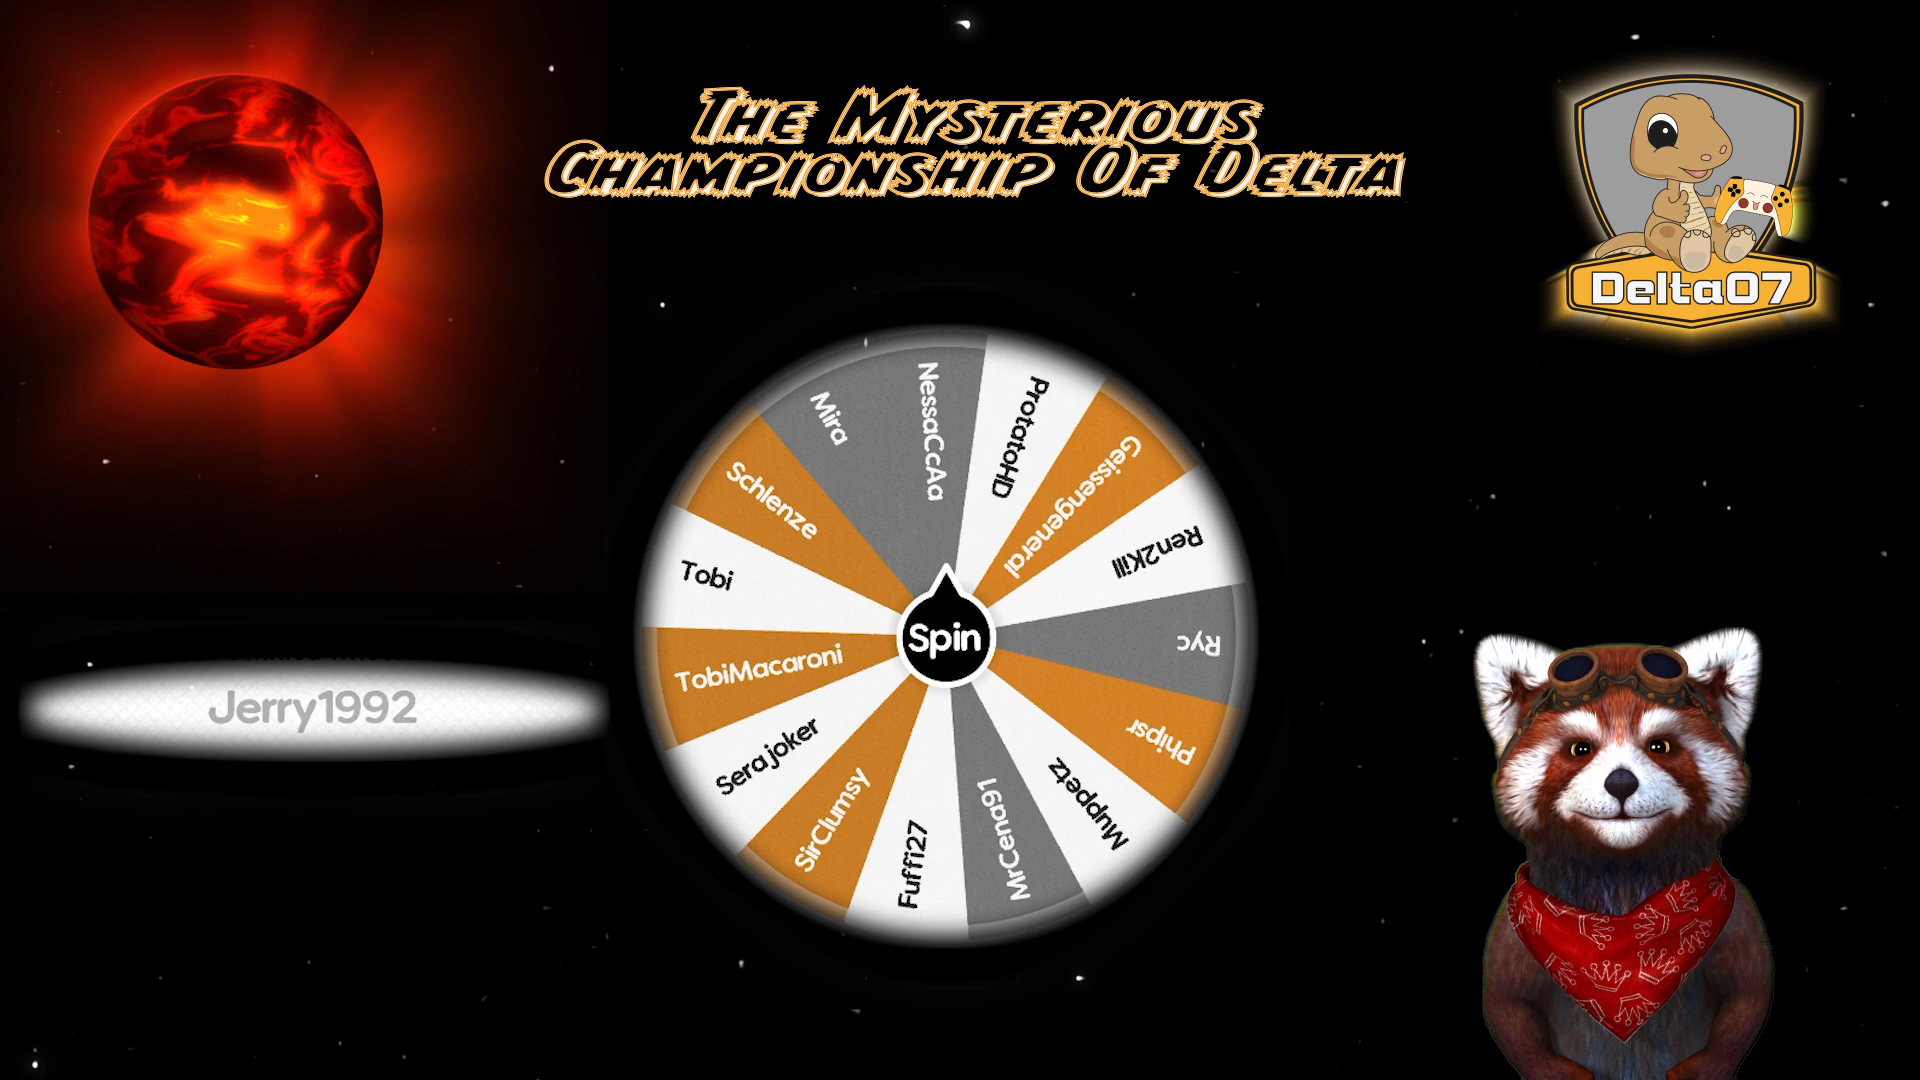 The Mysterious
Championship Of Delta
Delta07
NessaCcAa
ProtatoHD
Geissengeneral
Ren2Kill
Ryc
Phipsr
Muppetz
MrCena91
Fuffi27
SirClumsy
Serajoker
TobiMacaroni
Tobi
Schlenze
Mira
Spin
Jerry1992